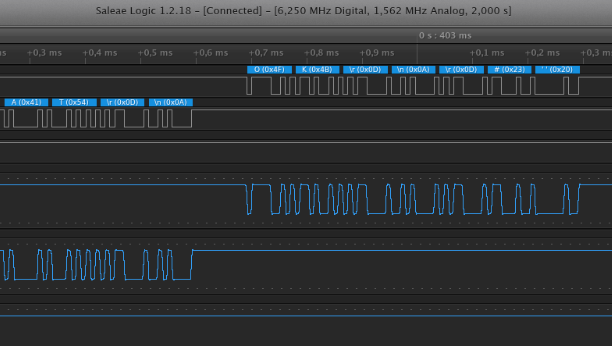 Saleae Logic 1.2.18 - [Connected] - [6,250 MHz Digital, 1,562 MHz Analog, 2,000 s]
0 s : 403 ms
ms +0,3 ms +0,4 ms +0,5 ms +0,6 ms +0,7 ms +0,8 ms +0,9 ms +0,1 ms +0,2 ms +0,3 m
O (0x4F) K (0x4B) \r (0x0D) \n (0x0A) \r (0x0D) # (0x23) ' ' (0x20)
A (0x41) T (0x54) \r (0x0D) \n (0x0A)